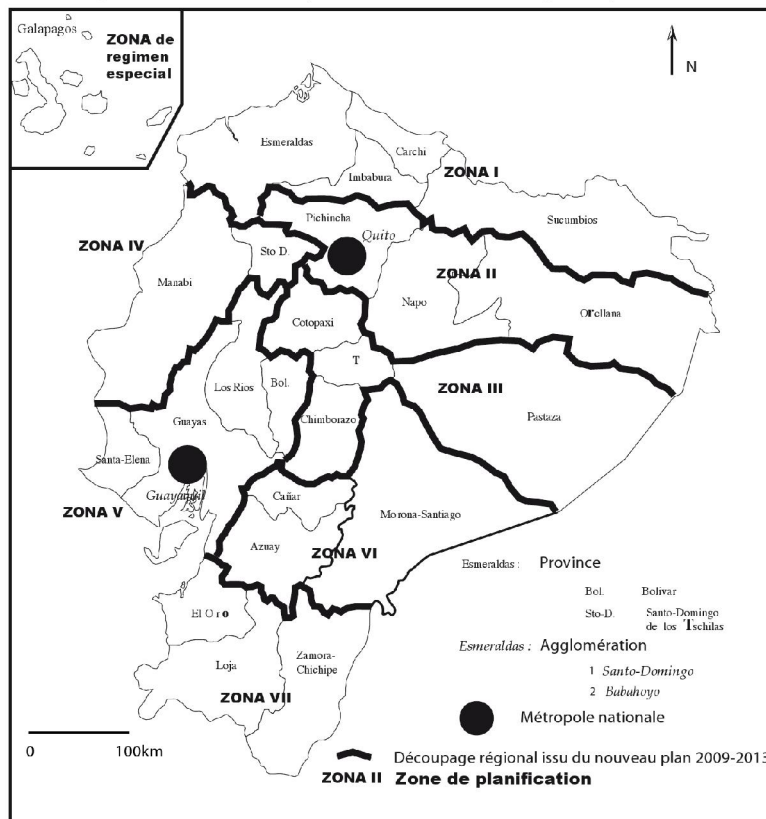 Galapagos
ZONA de
regimen
especial
N
Esmeraldas
Carchi
Imbabura
ZONA I
Sucumbios
Pichincha
Quito
ZONA IV
Sto D.
ZONA II
Manabi
Napo
Orellana
Cotopaxi
T
Los Rios
Bol.
ZONA III
Guayas
Chimborazo
Pastaza
Santa-Elena
Guayaquil
Cañar
ZONA V
Morona-Santiago
Azuay
ZONA VI
El Oro
Loja
Zamora-
Chichipe
ZONA VII
Esmeraldas : Province
Bol. Bolivar
Sto-D. Santo-Domingo
de los Tschilas
Esmeraldas : Agglomération
1 Santo-Domingo
2 Babuhoyo
Métropole nationale
0 100km
Découpage régional issu du nouveau plan 2009-2013
ZONA II Zone de planification